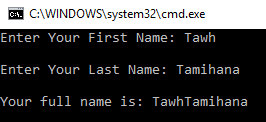 C:\WINDOWS\system32\cmd.exe
Enter Your First Name: Tawh
Enter Your Last Name: Tamihana
Your full name is: TawhTamihana